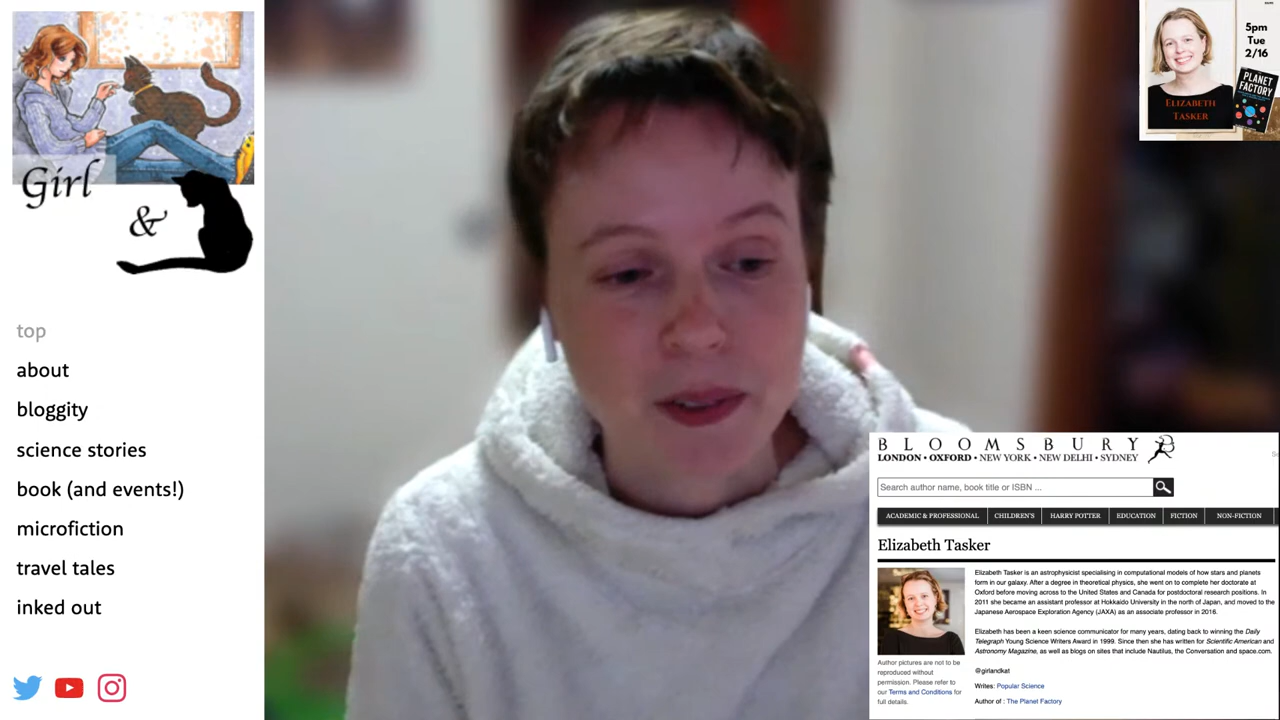 Girl
&
top
about
bloggity
science stories
book (and events!)
microfiction
travel tales
inked out
5pm
Tue
2/16
PLANET
FACTORY
ELIZABETH
TASKER
BLOOMSBURY
LONDON • OXFORD • NEW YORK • NEW DELHI • SYDNEY
Search author name, book title or ISBN ...
ACADEMIC & PROFESSIONAL CHILDREN'S HARRY POTTER EDUCATION FICTION NON-FICTION
Elizabeth Tasker
Elizabeth Tasker is an astrophysicist specialising in computational models of how stars and planets
form in our galaxy. After a degree in theoretical physics, she went on to complete her doctorate at
Oxford before moving across to the United States and Canada for postdoctoral research positions. In
2011 she became an assistant professor at Hokkaido University in the north of Japan, and moved to the
Japanese Aerospace Exploration Agency (JAXA) as an associate professor in 2016.
Elizabeth has been a keen science communicator for many years, dating back to winning the Daily
Telegraph Young Science Writers Award in 1999. Since then she has written for Scientific American and
Astronomy Magazine, as well as blogs on sites that include Nautilus, the Conversation and space.com.
@girlandkat
Writes: Popular Science
Author of : The Planet Factory
Author pictures are not to be
reproduced without
permission. Please refer to
our Terms and Conditions for
full details.